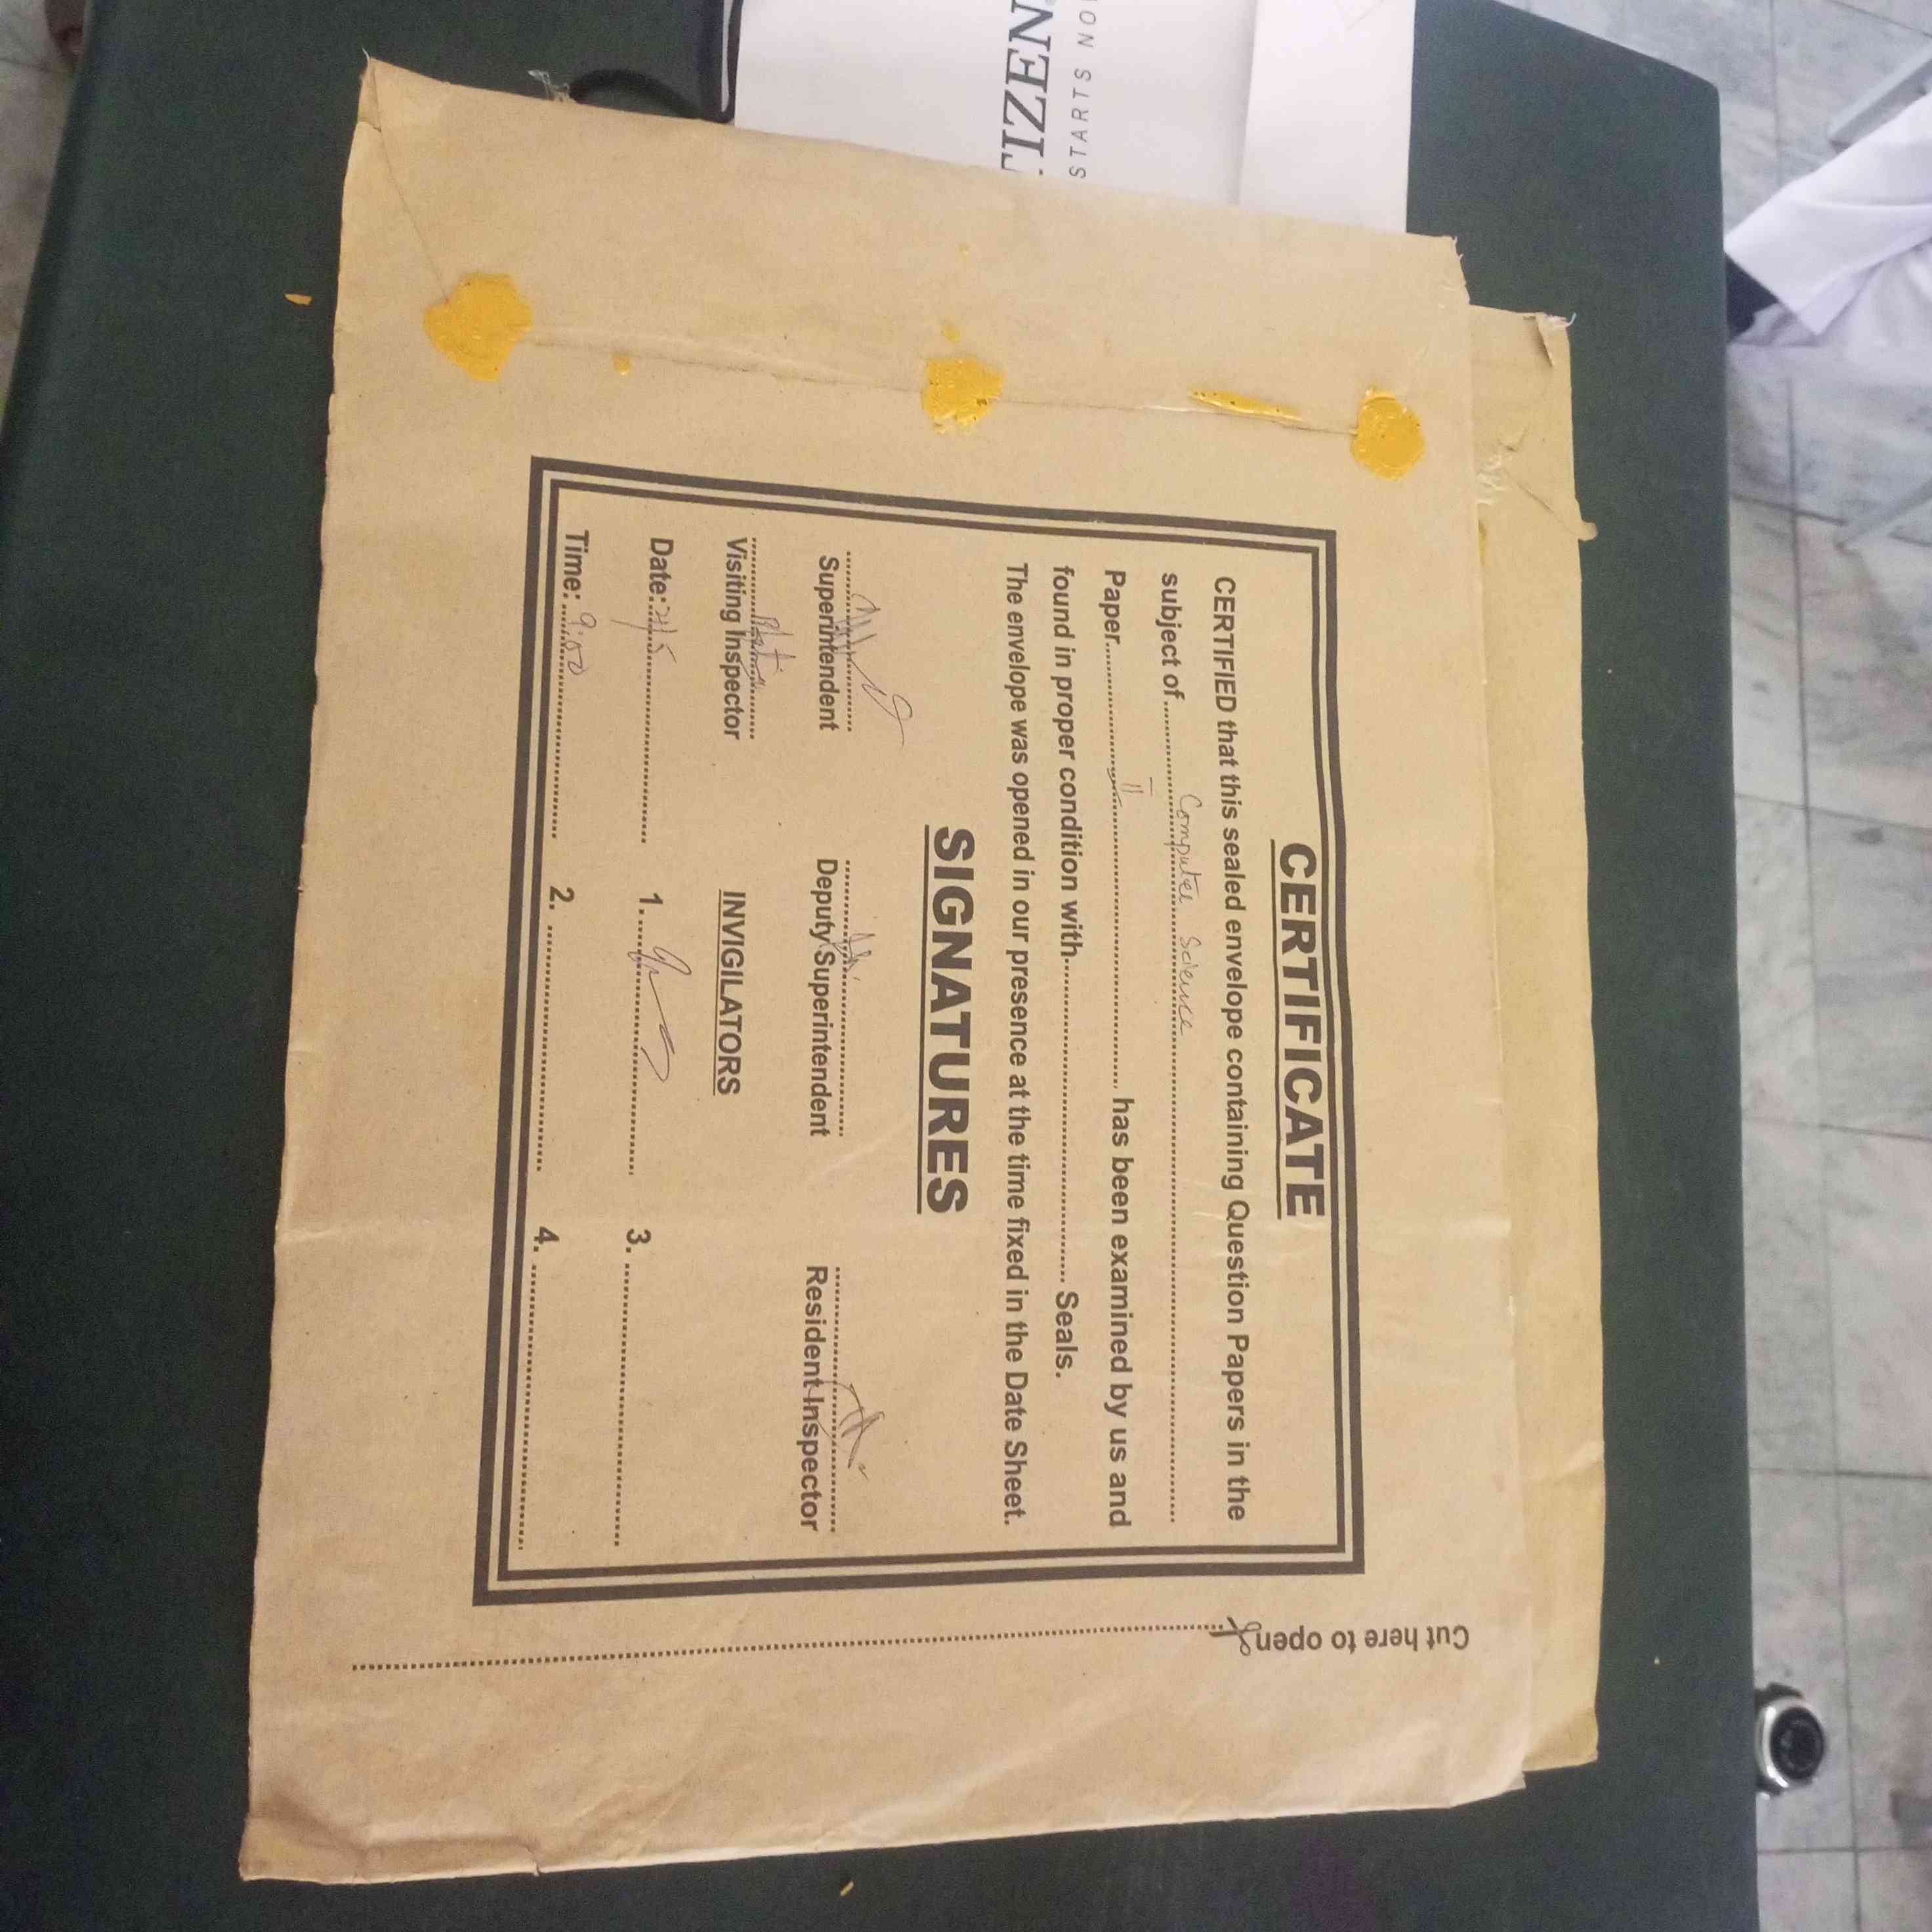 TIZEN
ION STARTS
CERTIFICATE
CERTIFIED that this sealed envelope containing Question Papers in the
subject of Computer Science
Paper II has been examined by us and
found in proper condition with Seals.
The envelope was opened in our presence at the time fixed in the Date Sheet.
SIGNATURES
Superintendent Deputy Superintendent Resident Inspector
Visiting Inspector INVIGILATORS
Date: 1. 3.
Time: 9:00 2. 4.
Cut here to open